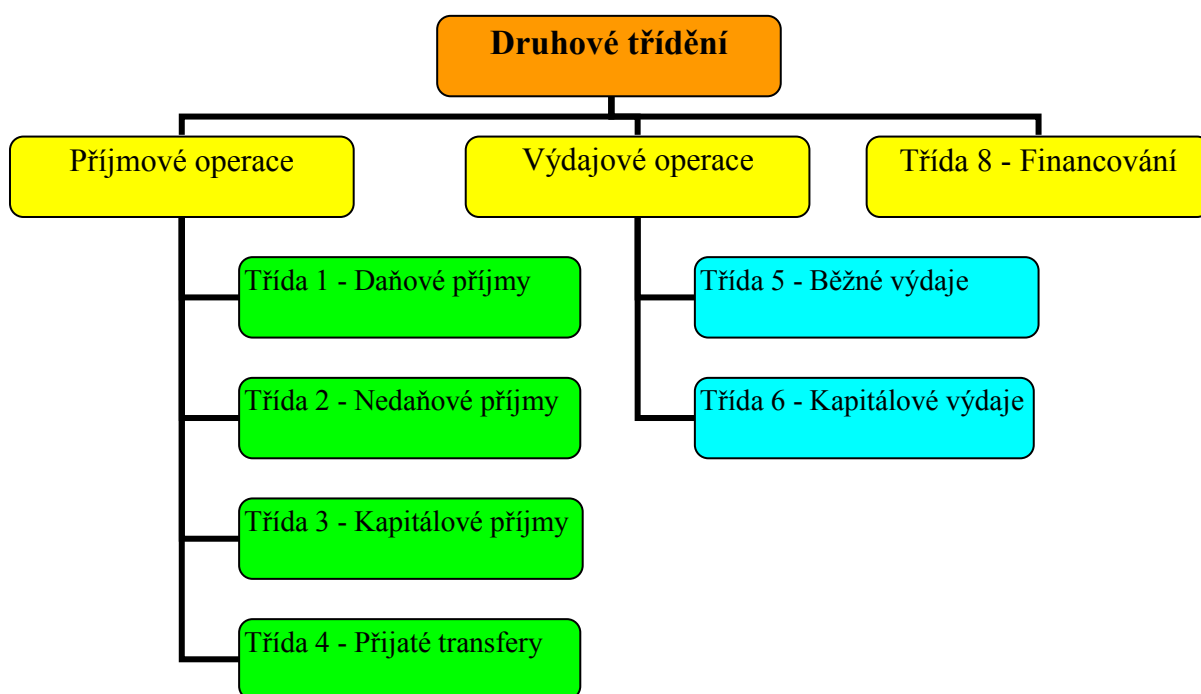 Druhové třídění
Příjmové operace
Výdajové operace
Třída 8 - Financování
Třída 1 - Daňové příjmy
Třída 2 - Nedaňové příjmy
Třída 3 - Kapitálové příjmy
Třída 4 - Přijaté transfery
Třída 5 - Běžné výdaje
Třída 6 - Kapitálové výdaje